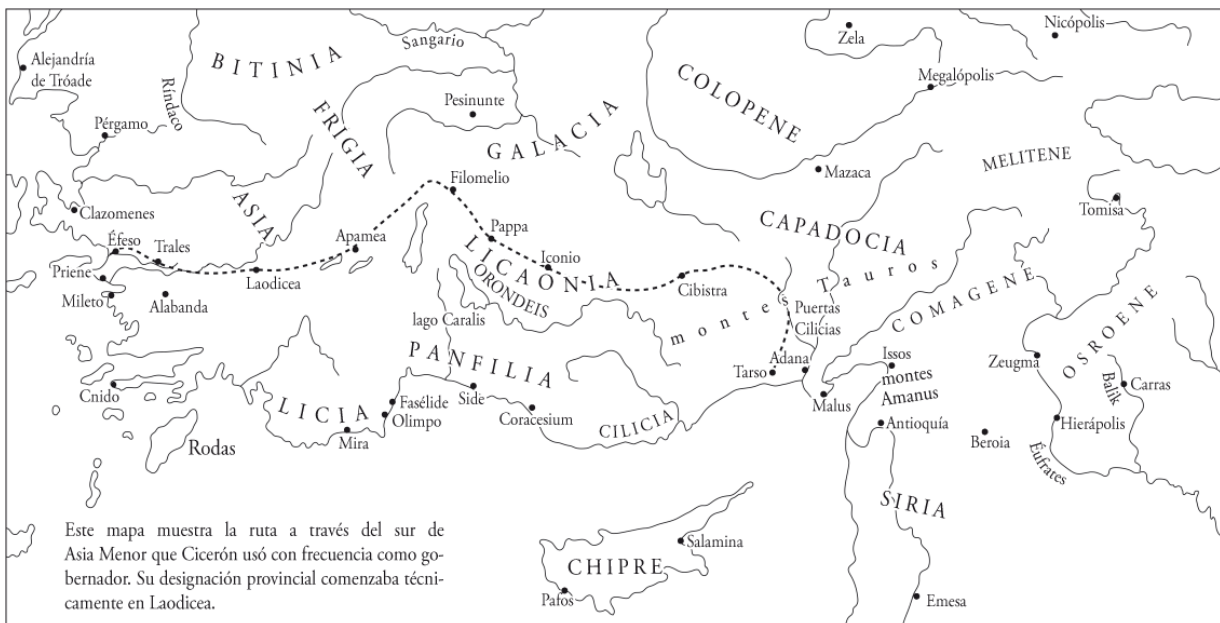 Nicópolis
Zela
Sangario
Alejandría
de Tróade
BITINIA
Ríndaco
COLOPENE
Megalópolis
Pesinunte
FRIGIA
Pérgamo
GALACIA
MELITENE
Filomelio
Mazaca
Tomisa
ASIA
Clazomenes
CAPADOCIA
Pappa
Apamea
Éfeso
Trales
LICAONIA
Iconio
Priene
Laodicea
Cibistra
montes Tauros
ORONDEIS
Mileto
Alabanda
Puertas
Cilicias
COMAGENE
lago Caralis
OSROENE
PANFILIA
Adana
Issos
Zeugma
Tarso
montes
Amanus
Balik
Carras
Cnido
Side
Malus
LICIA
Fasélide
Olimpo
Coracesium
Antioquía
Hierápolis
CILICIA
Mira
Beroia
Rodas
Éufrates
SIRIA
Este mapa muestra la ruta a través del sur de
Asia Menor que Cicerón usó con frecuencia como go-
bernador. Su designación provincial comenzaba técni-
camente en Laodicea.
Salamina
CHIPRE
Pafos
Emesa